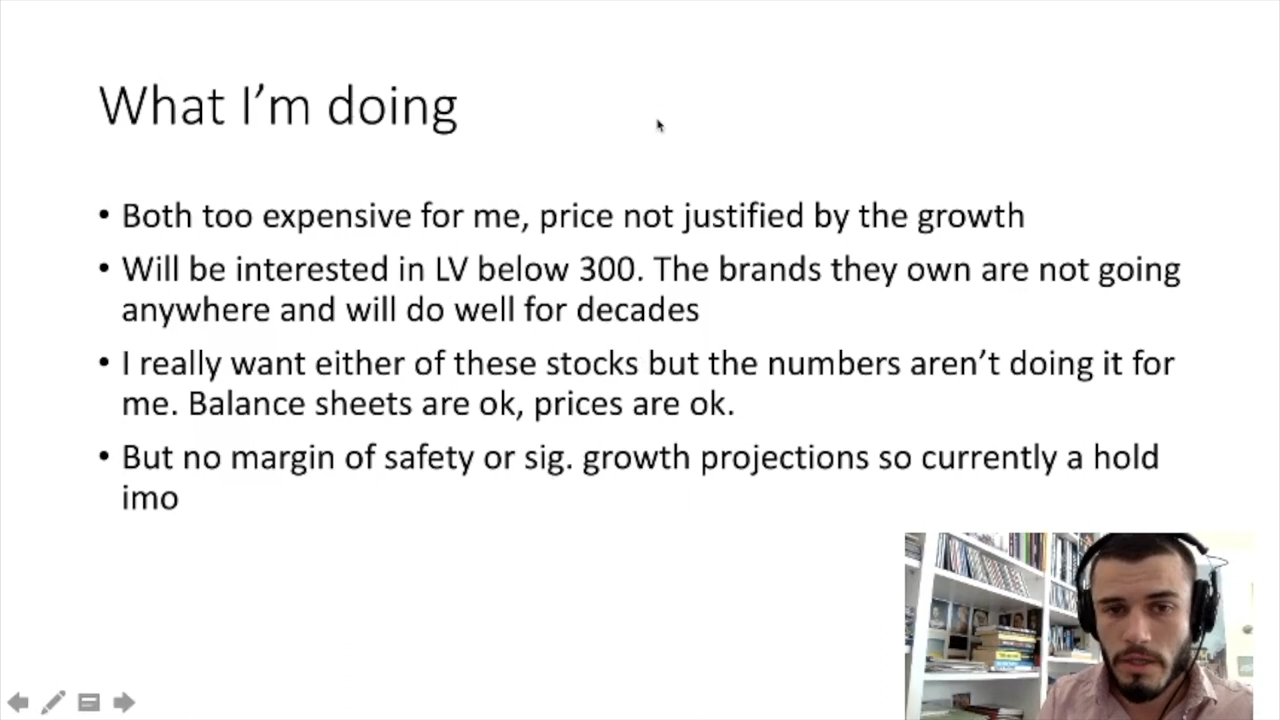 What I’m doing
• Both too expensive for me, price not justified by the growth
• Will be interested in LV below 300. The brands they own are not going
anywhere and will do well for decades
• I really want either of these stocks but the numbers aren’t doing it for
me. Balance sheets are ok, prices are ok.
• But no margin of safety or sig. growth projections so currently a hold
imo